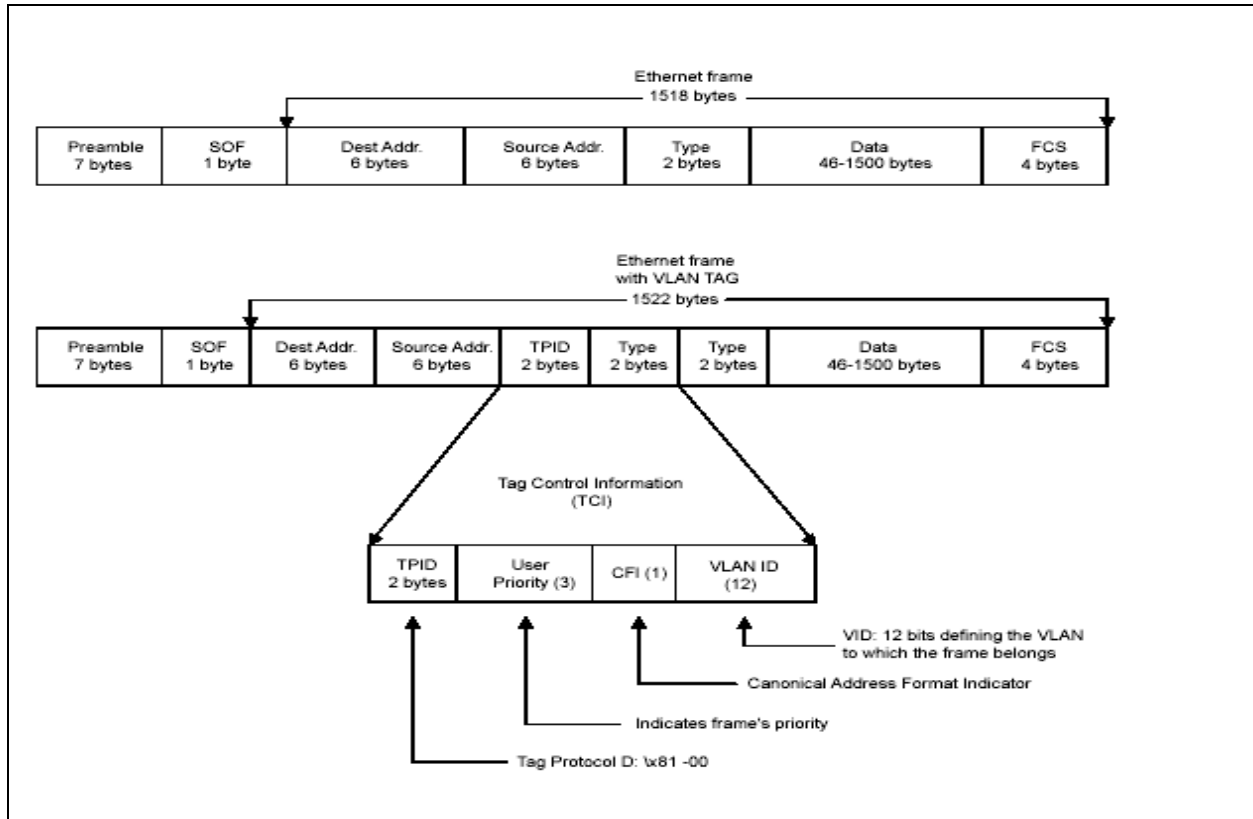 Ethernet frame
1518 bytes
Preamble
7 bytes
SOF
1 byte
Dest Addr.
6 bytes
Source Addr.
6 bytes
Type
2 bytes
Data
46-1500 bytes
FCS
4 bytes
Ethernet frame
with VLAN TAG
1522 bytes
Preamble
7 bytes
SOF
1 byte
Dest Addr.
6 bytes
Source Addr.
6 bytes
TPID
2 bytes
Type
2 bytes
Type
2 bytes
Data
46-1500 bytes
FCS
4 bytes
Tag Control Information
(TCI)
TPID
2 bytes
User
Priority (3)
CFI (1)
VLAN ID
(12)
VID: 12 bits defining the VLAN
to which the frame belongs
Canonical Address Format Indicator
Indicates frame's priority
Tag Protocol D: \x81 -00